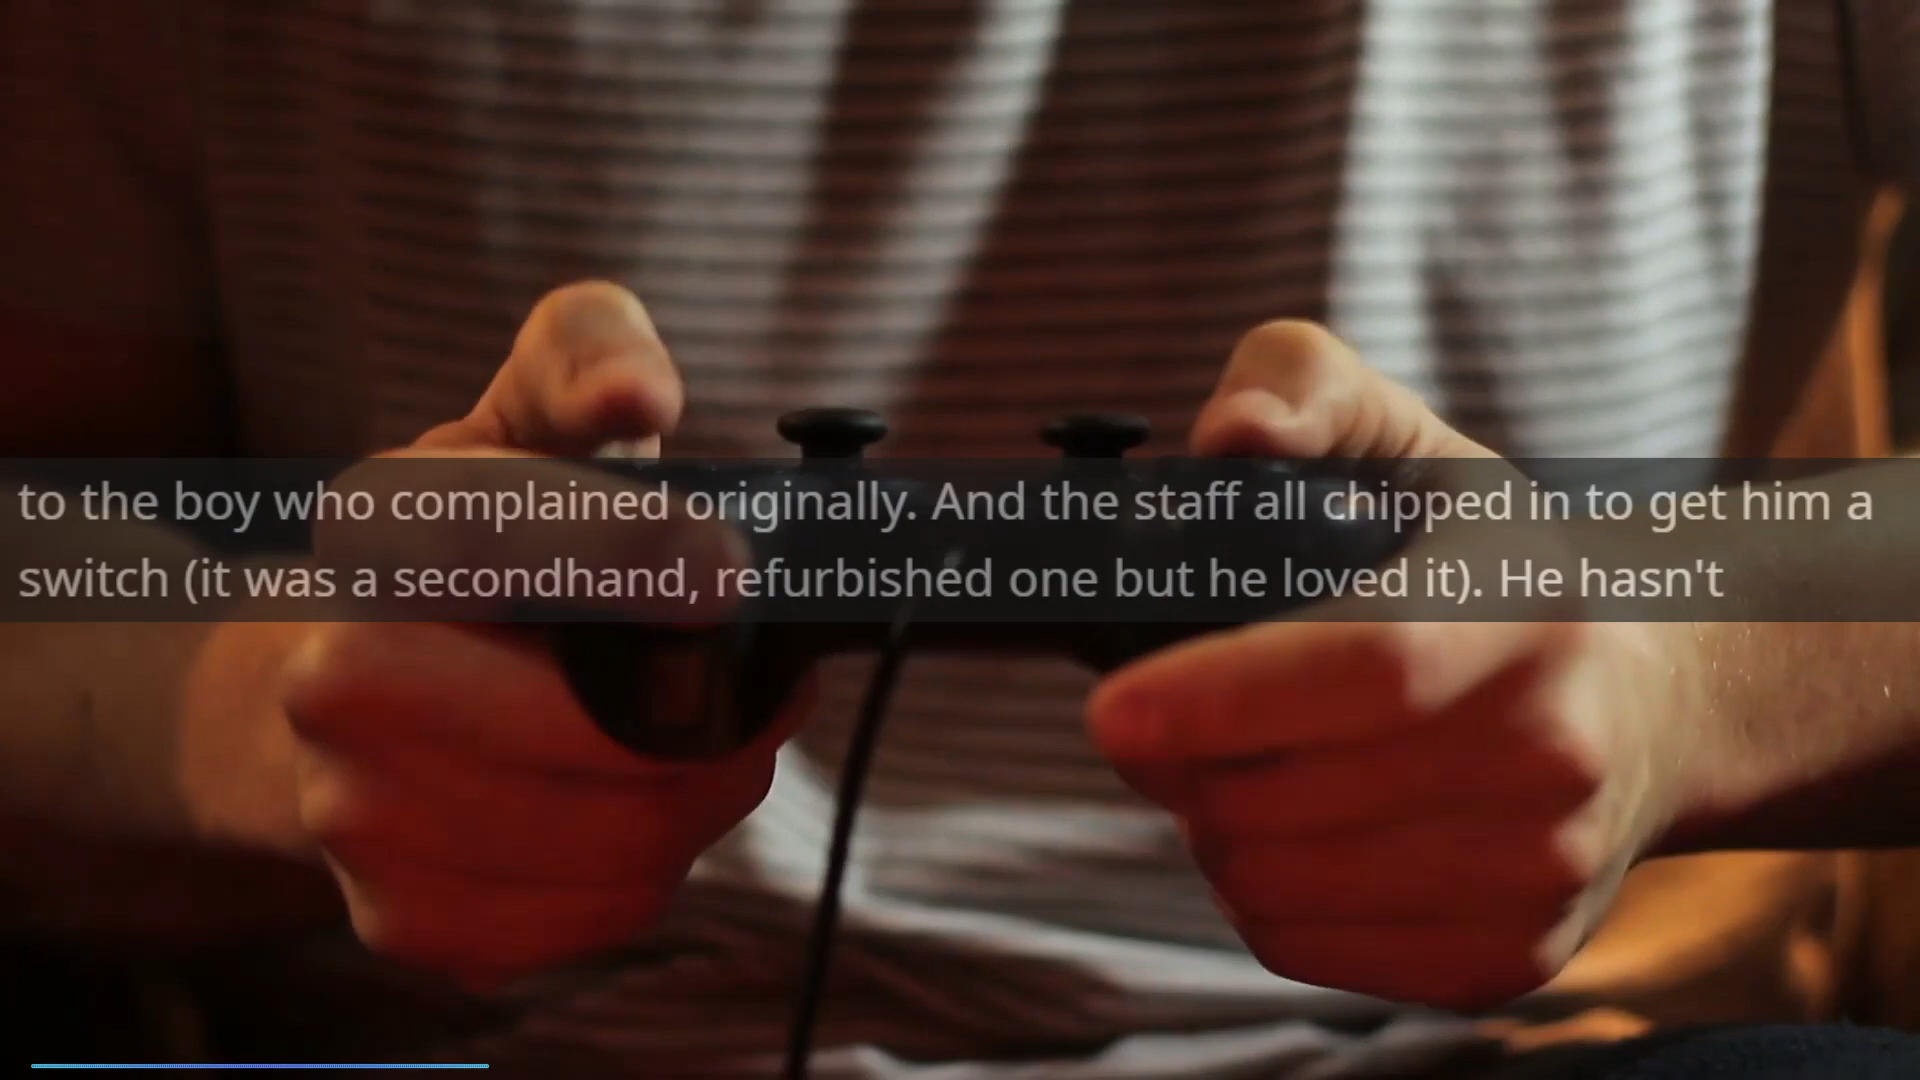 to the boy who complained originally. And the staff all chipped in to get him a
switch (it was a secondhand, refurbished one but he loved it). He hasn't